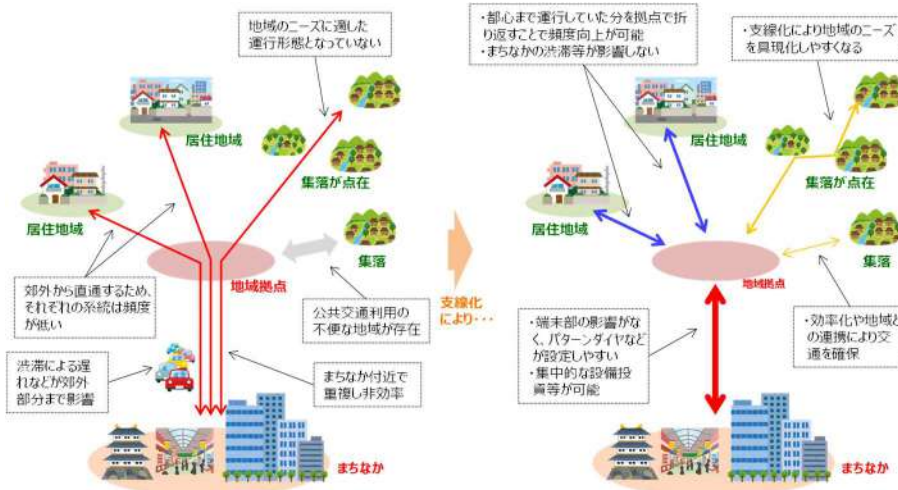 地域のニーズに適した
運行形態となっていない
居住地域
居住地域
集落が点在
集落
地域拠点
郊外から直通するため、
それぞれの系統は頻度
が低い
公共交通利用の
不便な地域が存在
渋滞による遅
れなどが郊外
部分まで影響
まちなか付近で
重複し非効率
まちなか
支線化
により・・・
・都心まで運行していた分を拠点で折
り返すことで頻度向上が可能
・まちなかの渋滞等が影響しない
・支線化により地域のニーズ
を具現化しやすくなる
居住地域
居住地域
集落が点在
集落
地域拠点
・端末部の影響がな
く、パターンダイヤなど
が設定しやすい
・集中的な設備投
資等が可能
・効率化や地域と
の連携により交
通を確保
まちなか